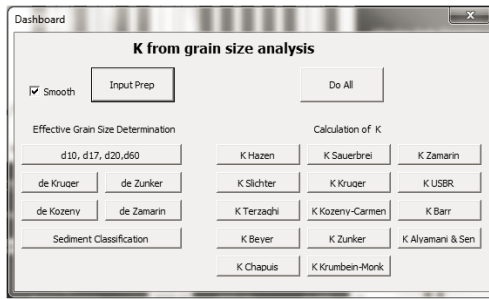 Dashboard
x
K from grain size analysis
Smooth
Input Prep
Do All
Effective Grain Size Determination
Calculation of K
d10, d17, d20,d60
K Hazen
K Sauerbrei
K Zamarin
de Kruger
de Zunker
K Slichter
K Kruger
K USBR
de Kozeny
de Zamarin
K Terzaghi
K Kozeny-Carmen
K Barr
Sediment Classification
K Beyer
K Zunker
K Alyamani & Sen
K Chapuis
K Krumbein-Monk